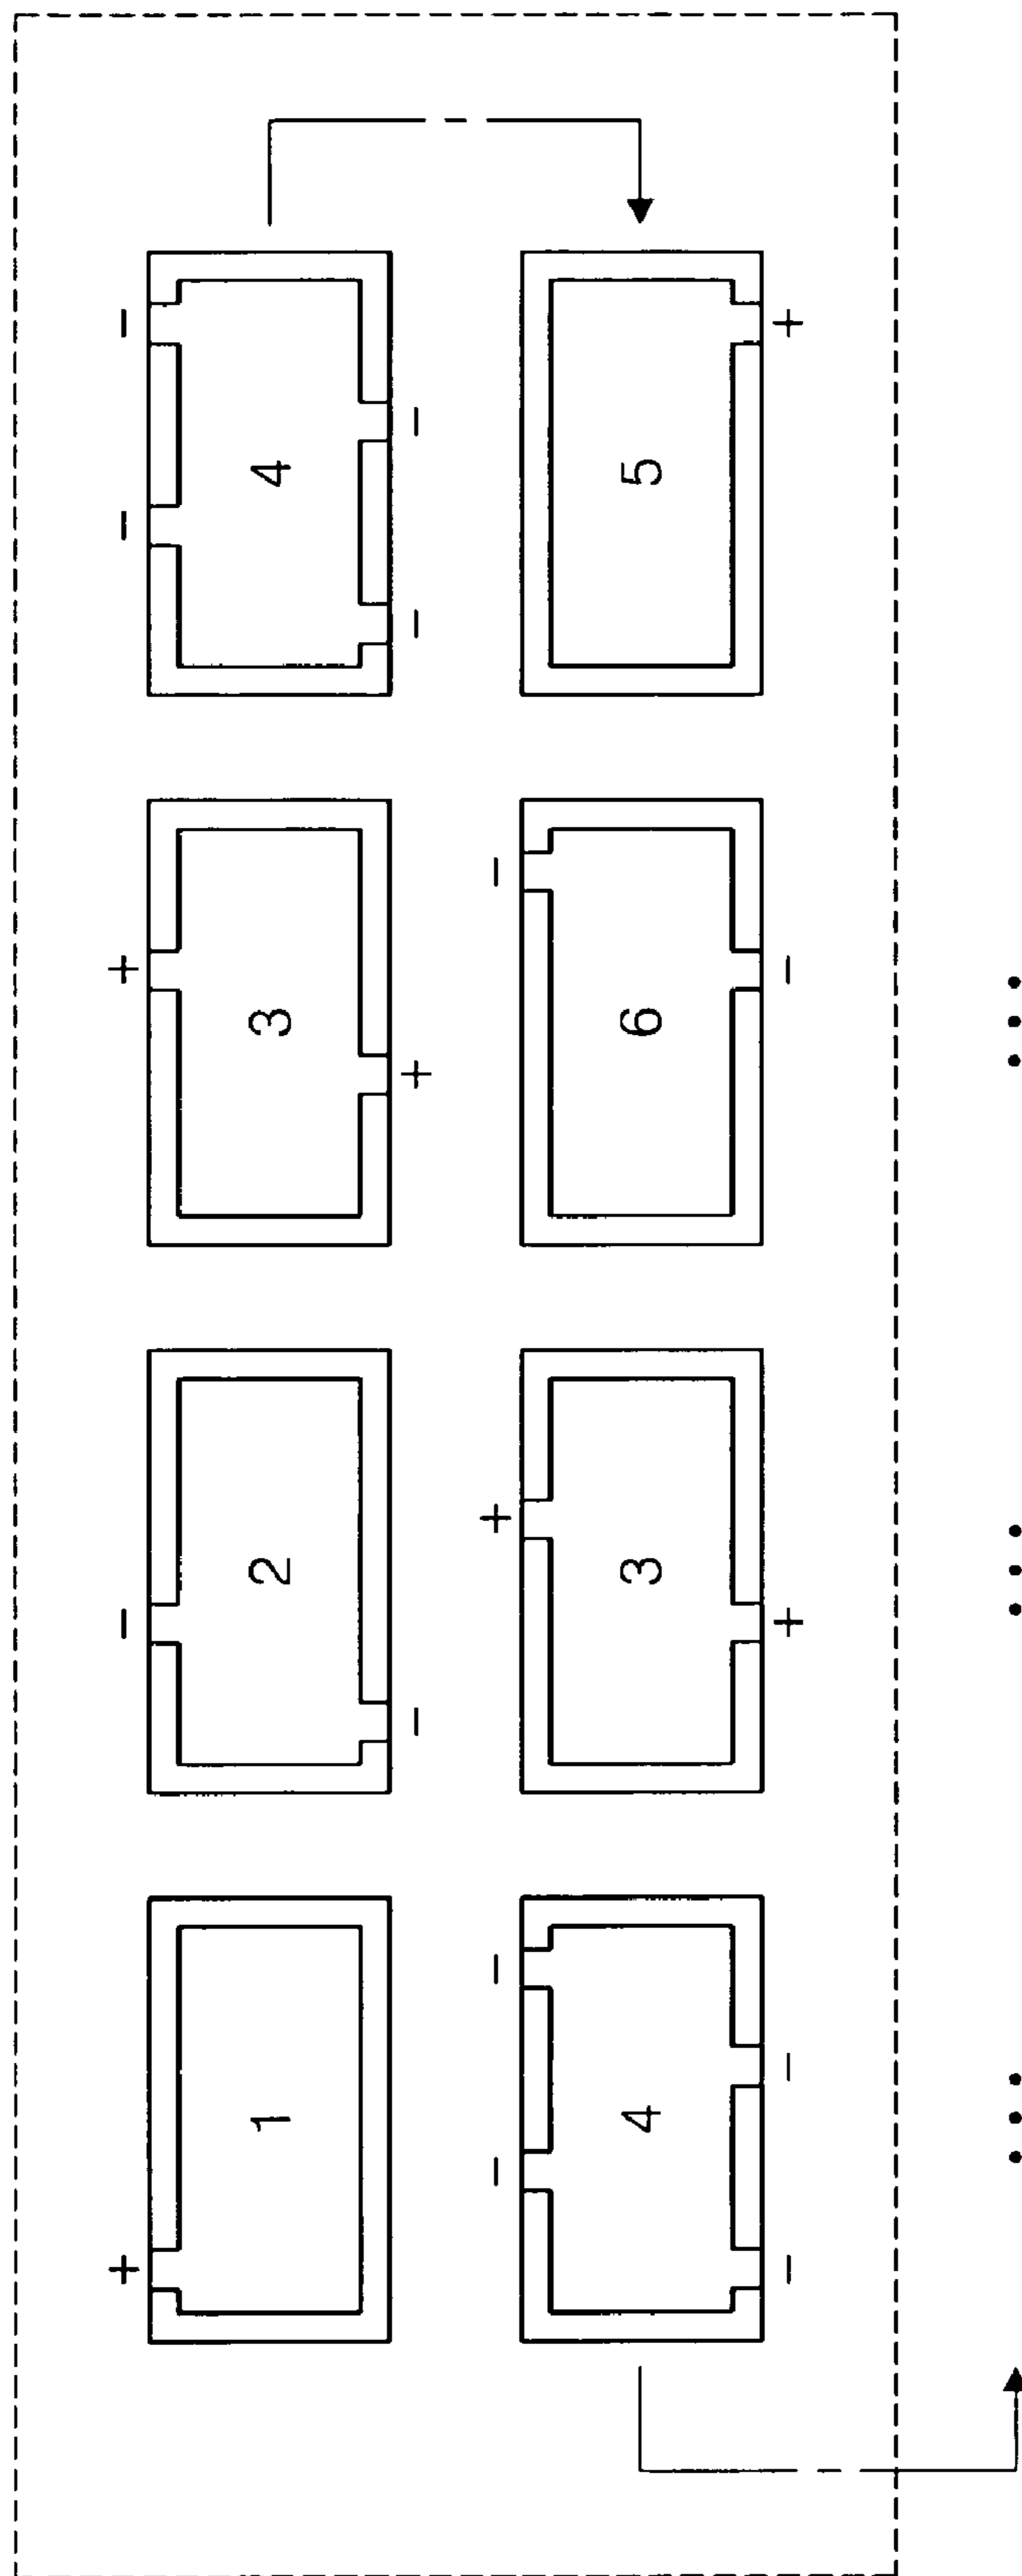 + − + − −
1 2 3 4
− + − −
− − + −
4 3 6 5
− − + − +
... ... ...